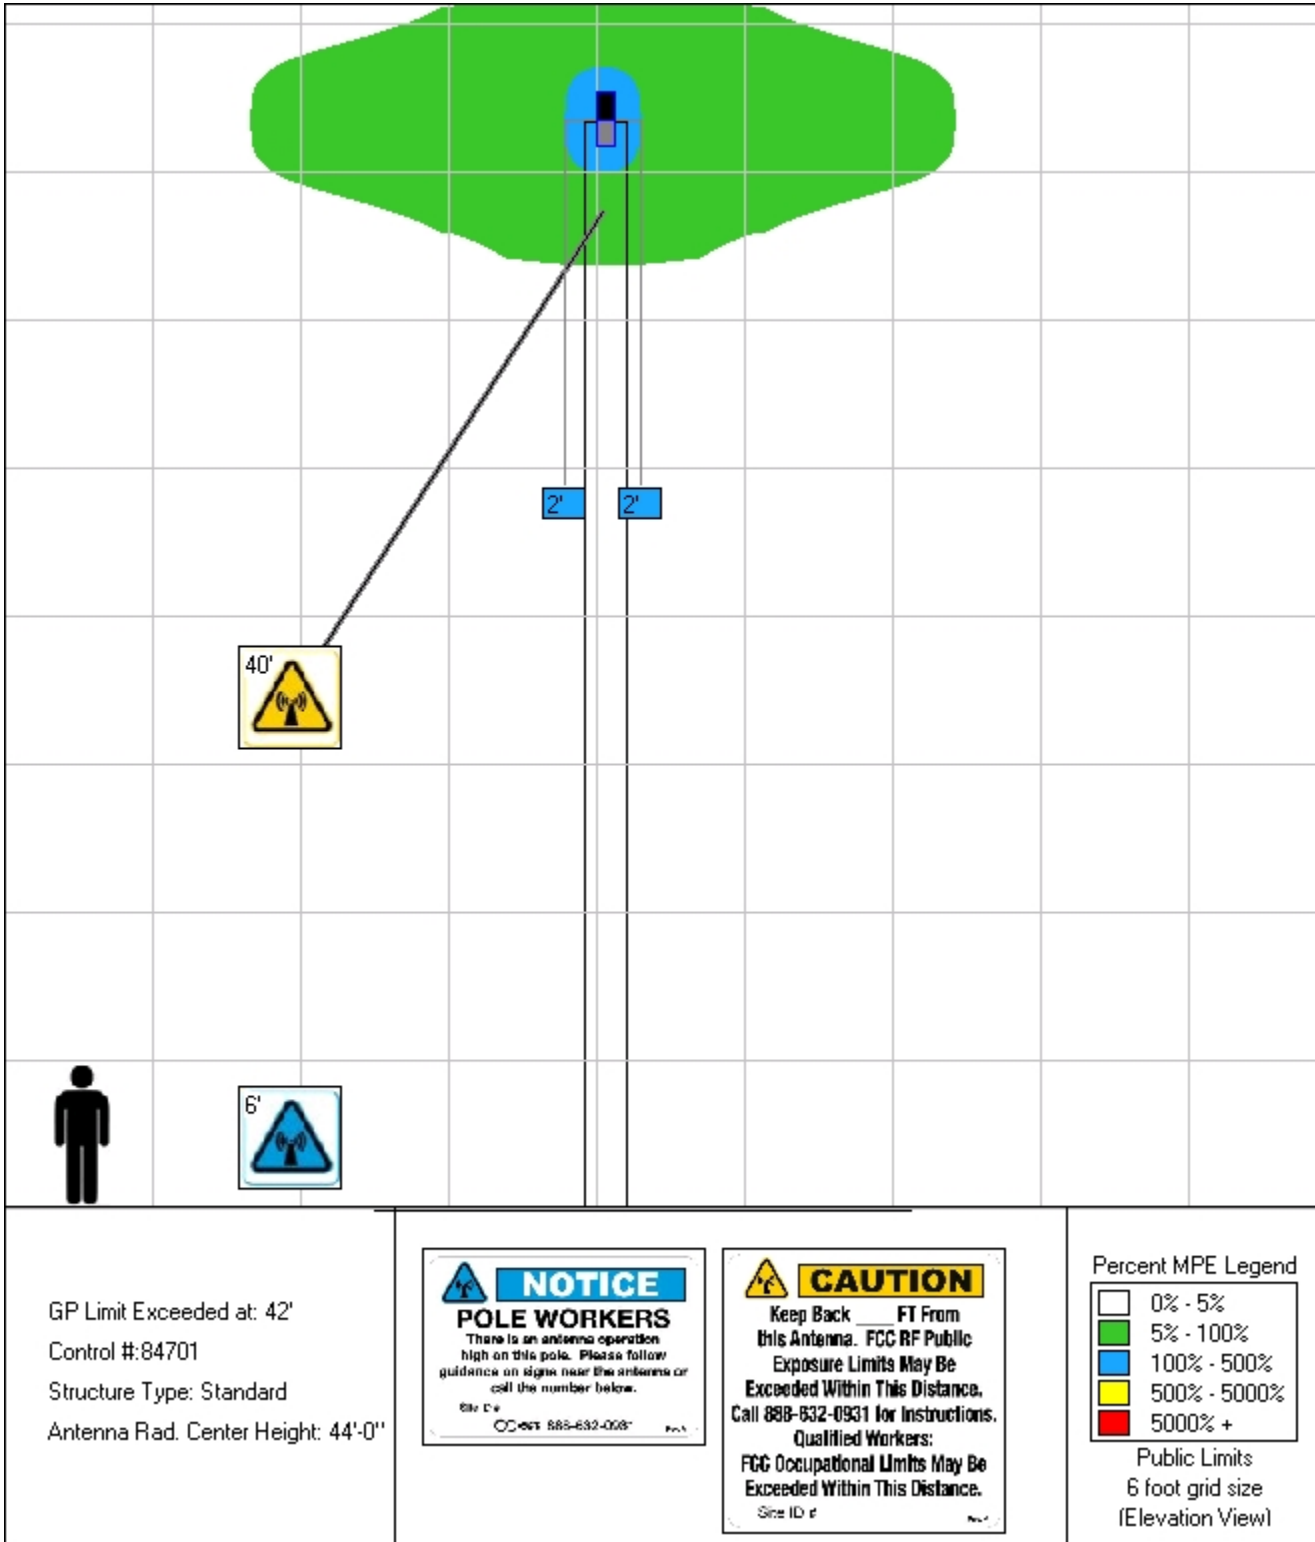 2'
2'
40'
6'
GP Limit Exceeded at: 42'
Control #:84701
Structure Type: Standard
Antenna Rad. Center Height: 44'-0"
NOTICE
POLE WORKERS
There is an antenna operation
high on this pole. Please follow
guidance on signs near the antenna or
call the number below.
Site ID #
888-632-0931
CAUTION
Keep Back ____ FT From
this Antenna. FCC RF Public
Exposure Limits May Be
Exceeded Within This Distance.
Call 888-632-0931 for Instructions.
Qualified Workers:
FCC Occupational Limits May Be
Exceeded Within This Distance.
Site ID #
Percent MPE Legend
0% - 5%
5% - 100%
100% - 500%
500% - 5000%
5000% +
Public Limits
6 foot grid size
(Elevation View)